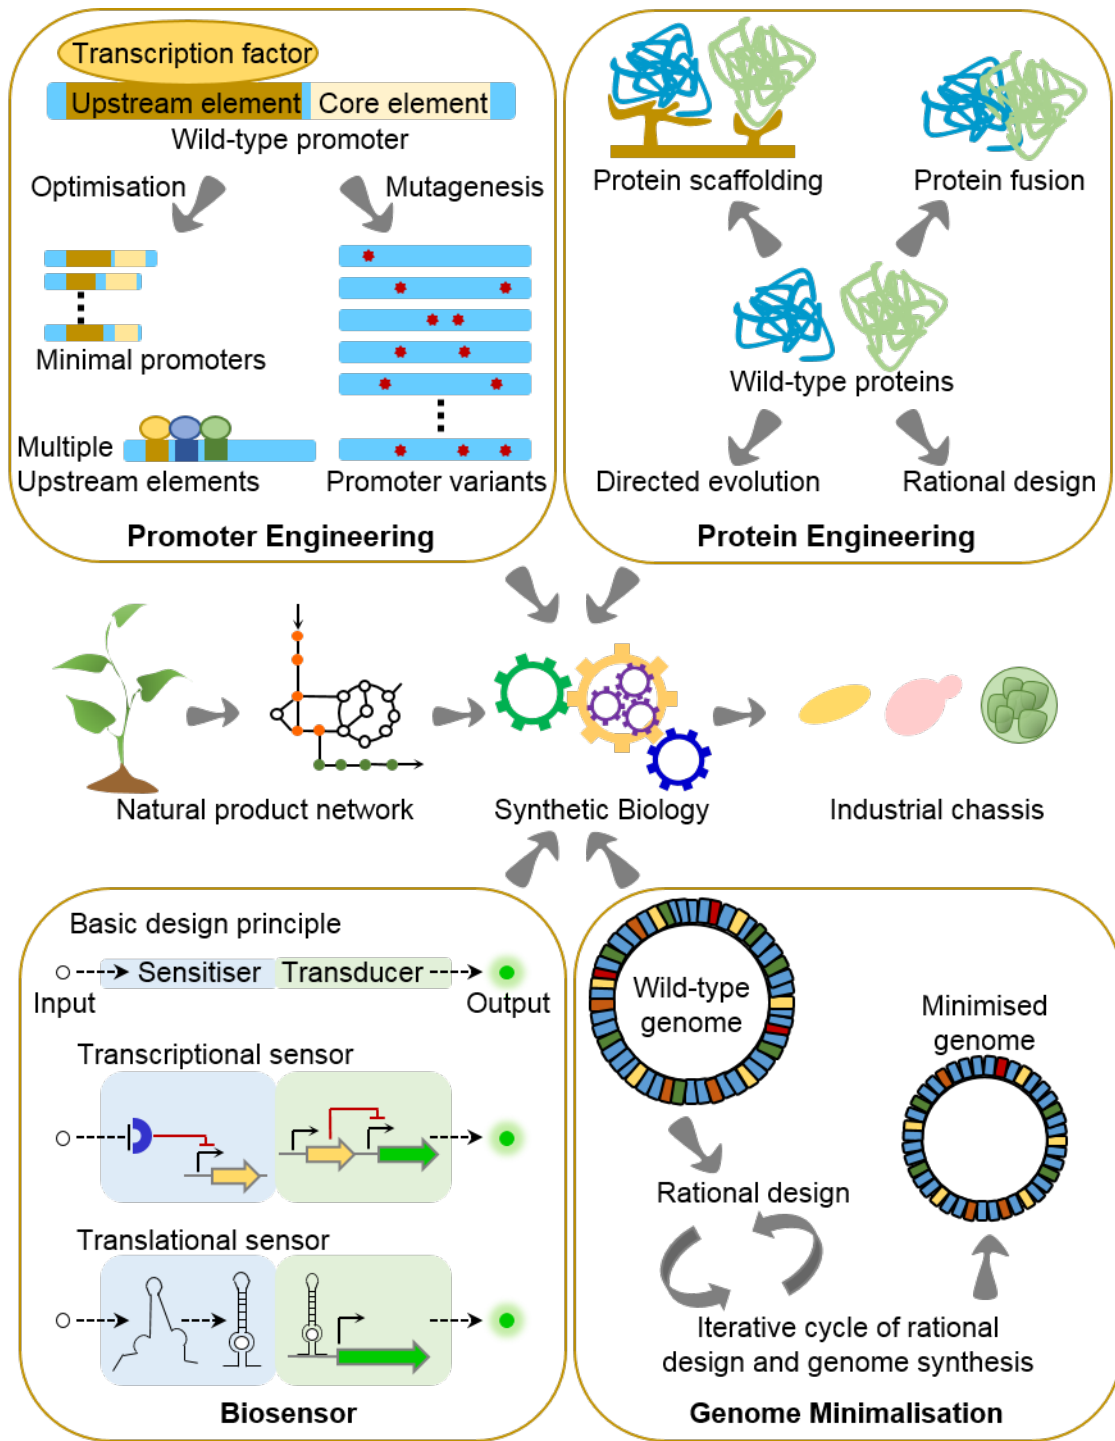 Transcription factor
Upstream element
Core element
Wild-type promoter
Optimisation
Mutagenesis
Minimal promoters
Multiple
Upstream elements
Promoter variants
Promoter Engineering
Protein scaffolding
Protein fusion
Wild-type proteins
Directed evolution
Rational design
Protein Engineering
Natural product network
Synthetic Biology
Industrial chassis
Basic design principle
Sensitiser
Transducer
Input
Output
Transcriptional sensor
Translational sensor
Biosensor
Wild-type
genome
Minimised
genome
Rational design
Iterative cycle of rational
design and genome synthesis
Genome Minimalisation